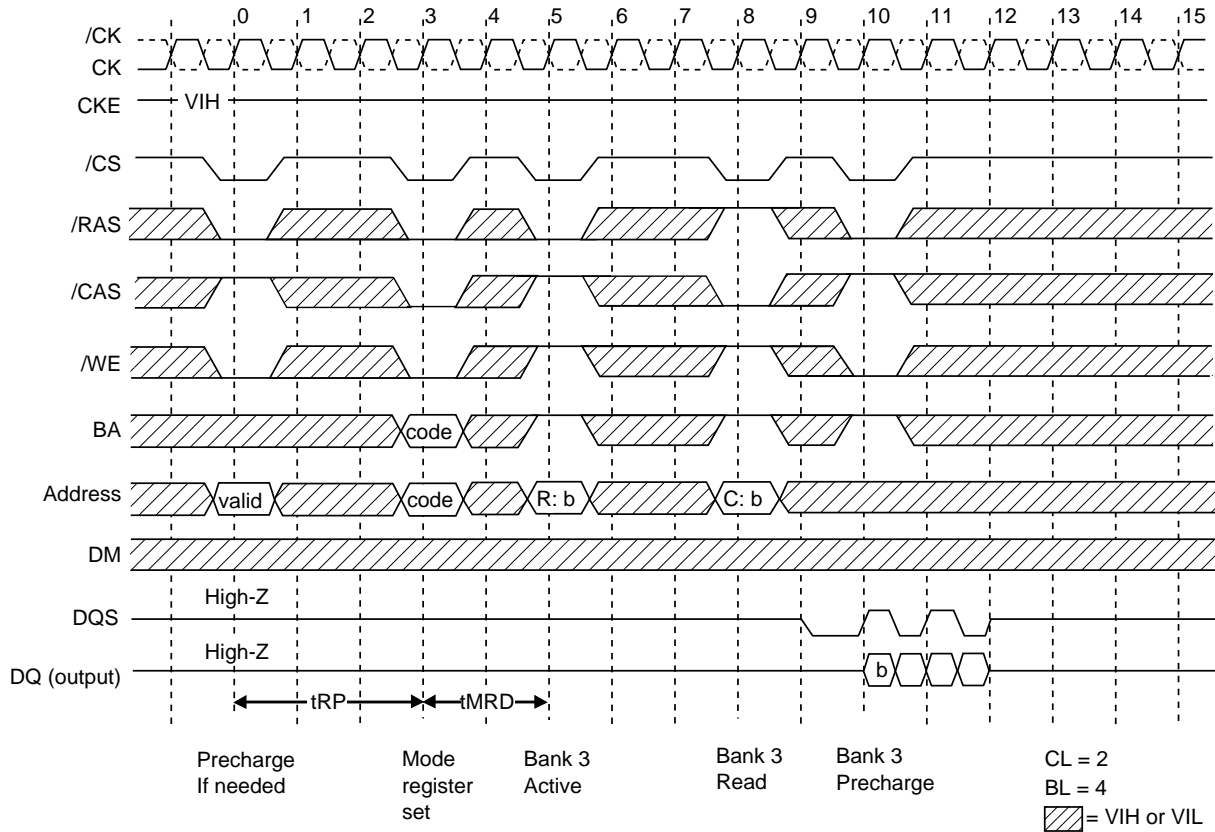 0 1 2 3 4 5 6 7 8 9 10 11 12 13 14 15
/CK
CK
CKE VIH
/CS
/RAS
/CAS
/WE
BA code
Address valid code R: b C: b
DM
High-Z
DQS
High-Z
DQ (output) b
tRP tMRD
Precharge
If needed
Mode
register
set
Bank 3
Active
Bank 3
Read
Bank 3
Precharge
CL = 2
BL = 4
= VIH or VIL